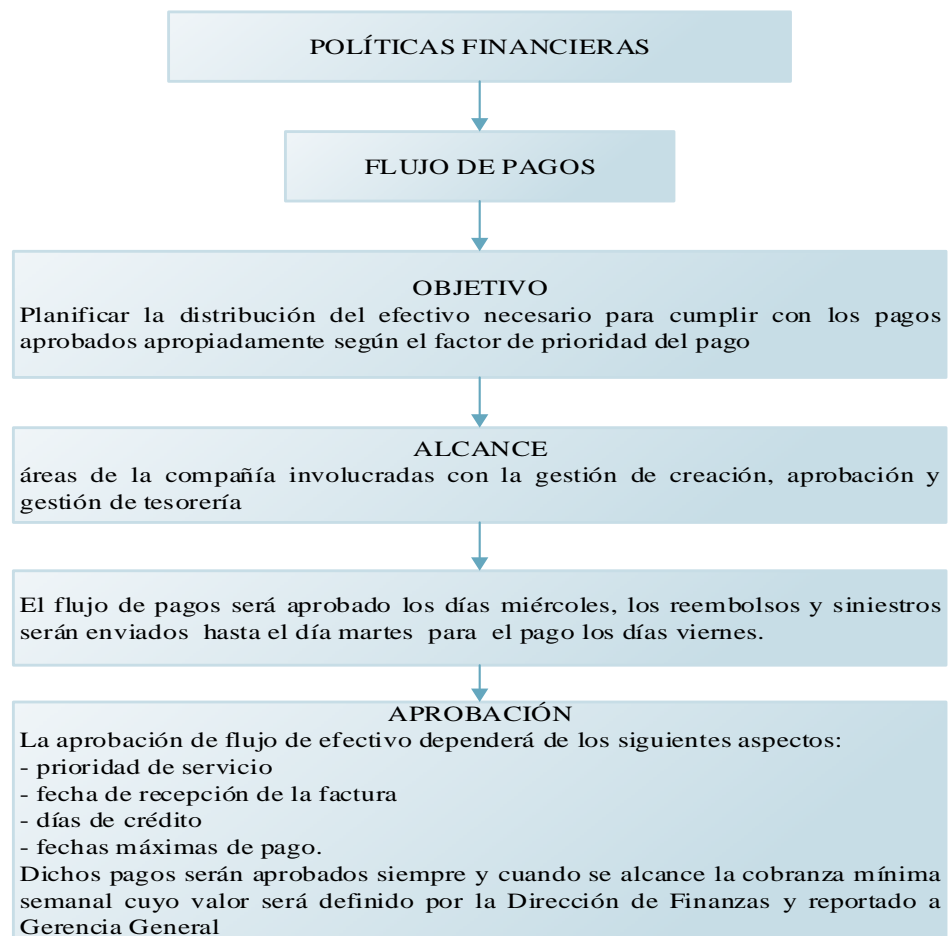 POLÍTICAS FINANCIERAS
FLUJO DE PAGOS
OBJETIVO
Planificar la distribución del efectivo necesario para cumplir con los pagos
aprobados apropiadamente según el factor de prioridad del pago
ALCANCE
áreas de la compañía involucradas con la gestión de creación, aprobación y
gestión de tesorería
El flujo de pagos será aprobado los días miércoles, los reembolsos y siniestros
serán enviados hasta el día martes para el pago los días viernes.
APROBACIÓN
La aprobación de flujo de efectivo dependerá de los siguientes aspectos:
- prioridad de servicio
- fecha de recepción de la factura
- días de crédito
- fechas máximas de pago.
Dichos pagos serán aprobados siempre y cuando se alcance la cobranza mínima
semanal cuyo valor será definido por la Dirección de Finanzas y reportado a
Gerencia General